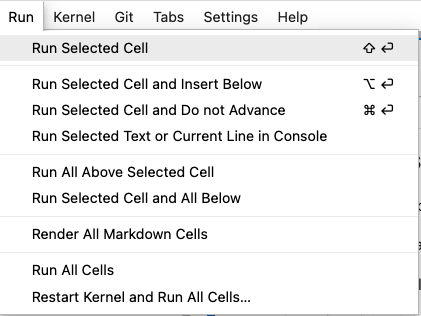 Run Kernel Git Tabs Settings Help
Run Selected Cell ⇧ ⏎
Run Selected Cell and Insert Below ⌥ ⏎
Run Selected Cell and Do not Advance ⌘ ⏎
Run Selected Text or Current Line in Console
Run All Above Selected Cell
Run Selected Cell and All Below
Render All Markdown Cells
Run All Cells
Restart Kernel and Run All Cells...